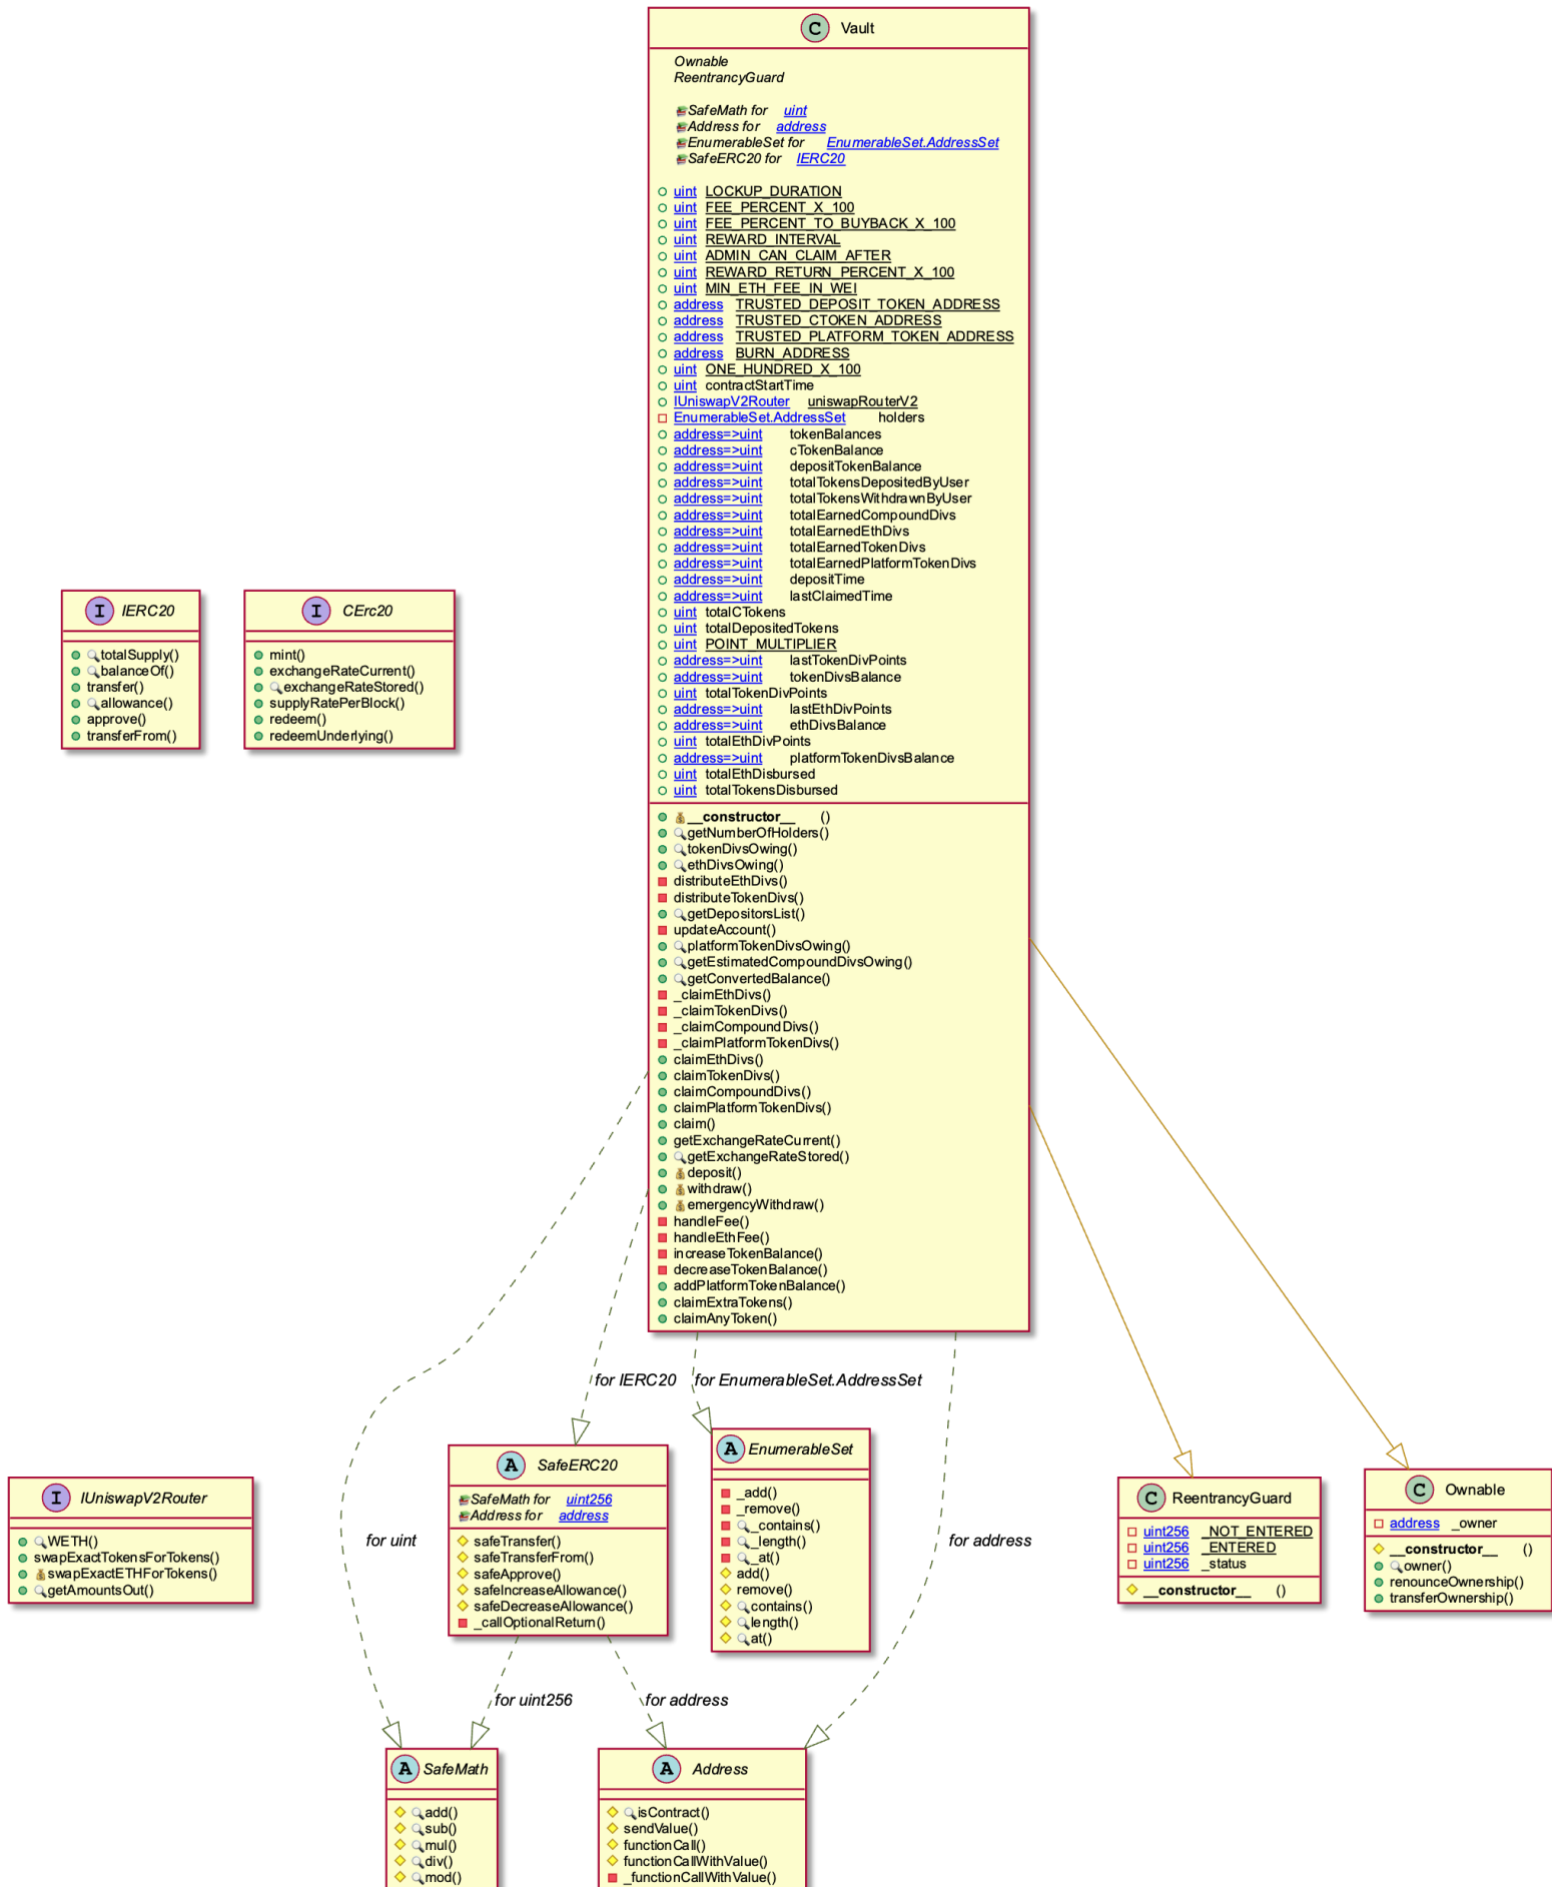 C Vault
Ownable
ReentrancyGuard
SafeMath for uint
Address for address
EnumerableSet for EnumerableSet.AddressSet
SafeERC20 for IERC20
uint LOCKUP_DURATION
uint FEE_PERCENT_X_100
uint FEE_PERCENT_TO_BUYBACK_X_100
uint REWARD_INTERVAL
uint ADMIN_CAN_CLAIM_AFTER
uint REWARD_RETURN_PERCENT_X_100
uint MIN_ETH_FEE_IN_WEI
address TRUSTED_DEPOSIT_TOKEN_ADDRESS
address TRUSTED_CTOKEN_ADDRESS
address TRUSTED_PLATFORM_TOKEN_ADDRESS
address BURN_ADDRESS
uint ONE_HUNDRED_X_100
uint contractStartTime
IUniswapV2Router uniswapRouterV2
EnumerableSet.AddressSet holders
address=>uint tokenBalances
address=>uint cTokenBalance
address=>uint depositTokenBalance
address=>uint totalTokensDepositedByUser
address=>uint totalTokensWithdrawnByUser
address=>uint totalEarnedCompoundDivs
address=>uint totalEarnedEthDivs
address=>uint totalEarnedTokenDivs
address=>uint totalEarnedPlatformTokenDivs
address=>uint depositTime
address=>uint lastClaimedTime
uint totalCTokens
uint totalDepositedTokens
uint POINT_MULTIPLIER
address=>uint lastTokenDivPoints
address=>uint tokenDivsBalance
uint totalTokenDivPoints
address=>uint lastEthDivPoints
address=>uint ethDivsBalance
uint totalEthDivPoints
address=>uint platformTokenDivsBalance
uint totalEthDisbursed
uint totalTokensDisbursed
__constructor__ ()
getNumberOfHolders()
tokenDivsOwing()
ethDivsOwing()
distributeEthDivs()
distributeTokenDivs()
getDepositorsList()
updateAccount()
platformTokenDivsOwing()
getEstimatedCompoundDivsOwing()
getConvertedBalance()
_claimEthDivs()
_claimTokenDivs()
_claimCompoundDivs()
_claimPlatformTokenDivs()
claimEthDivs()
claimTokenDivs()
claimCompoundDivs()
claimPlatformTokenDivs()
claim()
getExchangeRateCurrent()
getExchangeRateStored()
deposit()
withdraw()
emergencyWithdraw()
handleFee()
handleEthFee()
increaseTokenBalance()
decreaseTokenBalance()
addPlatformTokenBalance()
claimExtraTokens()
claimAnyToken()
I IERC20
totalSupply()
balanceOf()
transfer()
allowance()
approve()
transferFrom()
I CErc20
mint()
exchangeRateCurrent()
exchangeRateStored()
supplyRatePerBlock()
redeem()
redeemUnderlying()
for IERC20
for EnumerableSet.AddressSet
for uint
for address
I IUniswapV2Router
WETH()
swapExactTokensForTokens()
swapExactETHForTokens()
getAmountsOut()
A SafeERC20
SafeMath for uint256
Address for address
safeTransfer()
safeTransferFrom()
safeApprove()
safeIncreaseAllowance()
safeDecreaseAllowance()
_callOptionalReturn()
A EnumerableSet
_add()
_remove()
_contains()
_length()
_at()
add()
remove()
contains()
length()
at()
C ReentrancyGuard
uint256 _NOT_ENTERED
uint256 _ENTERED
uint256 _status
__constructor__ ()
C Ownable
address _owner
__constructor__ ()
owner()
renounceOwnership()
transferOwnership()
for uint256
for address
A SafeMath
add()
sub()
mul()
div()
mod()
A Address
isContract()
sendValue()
functionCall()
functionCallWithValue()
_functionCallWithValue()